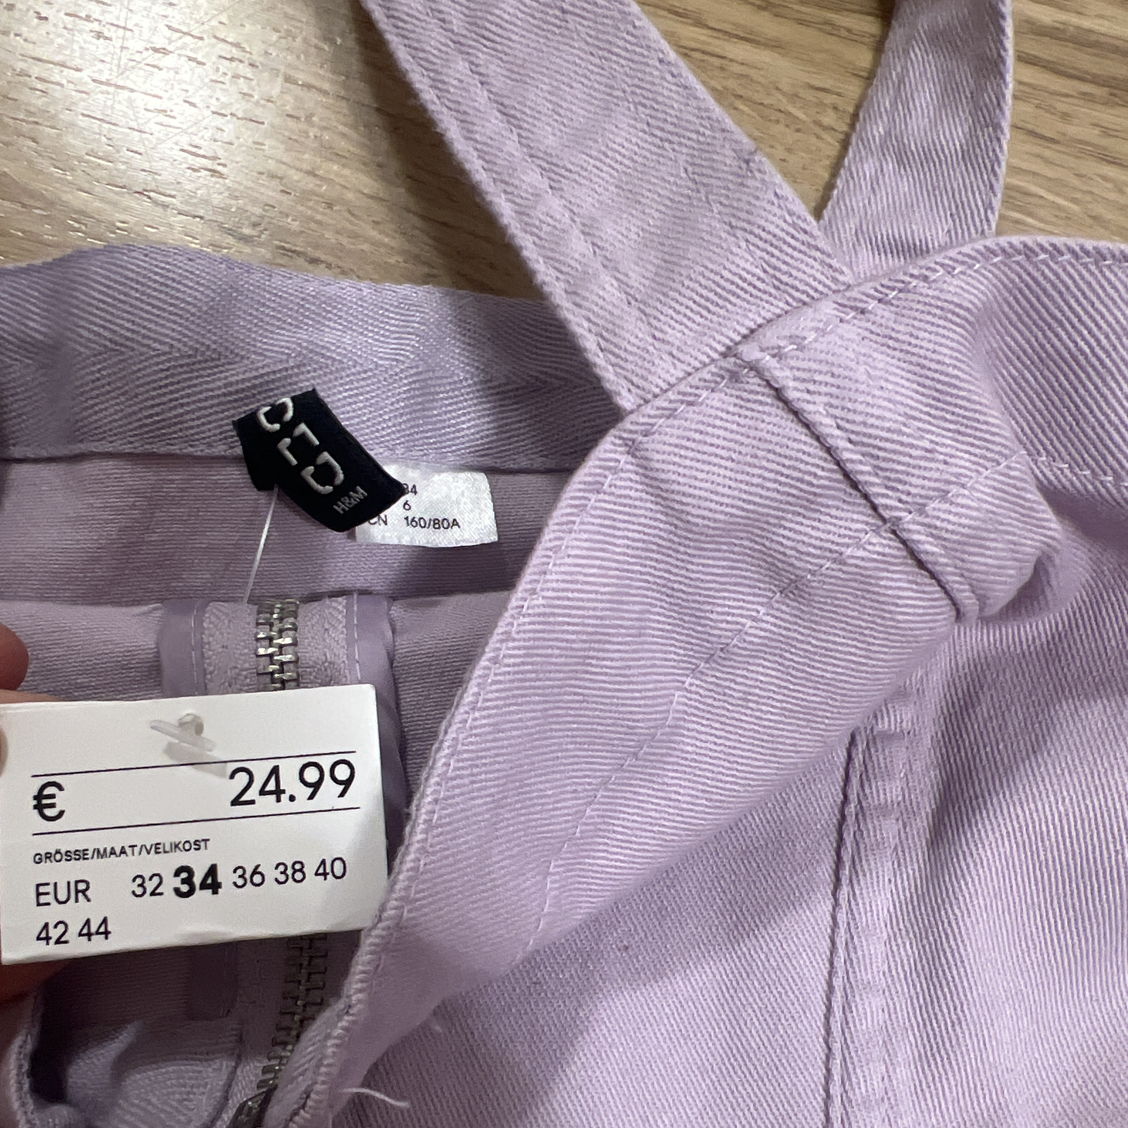 H&M
34
6
CN 160/80A
€ 24.99
GRÖSSE/MAAT/VELIKOST
EUR 32 34 36 38 40
42 44